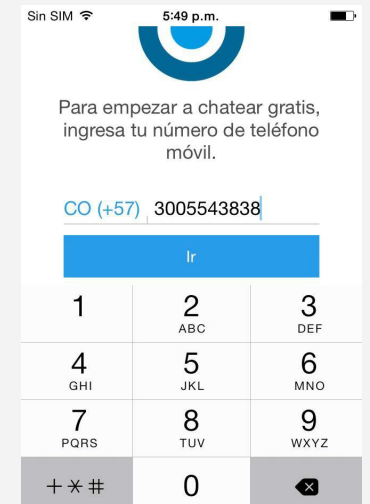 Sin SIM 5:49 p.m.
Para empezar a chatear gratis,
ingresa tu número de teléfono
móvil.
CO (+57) 3005543838
Ir
1 2 3
ABC DEF
4 5 6
GHI JKL MNO
7 8 9
PQRS TUV WXYZ
+*# 0